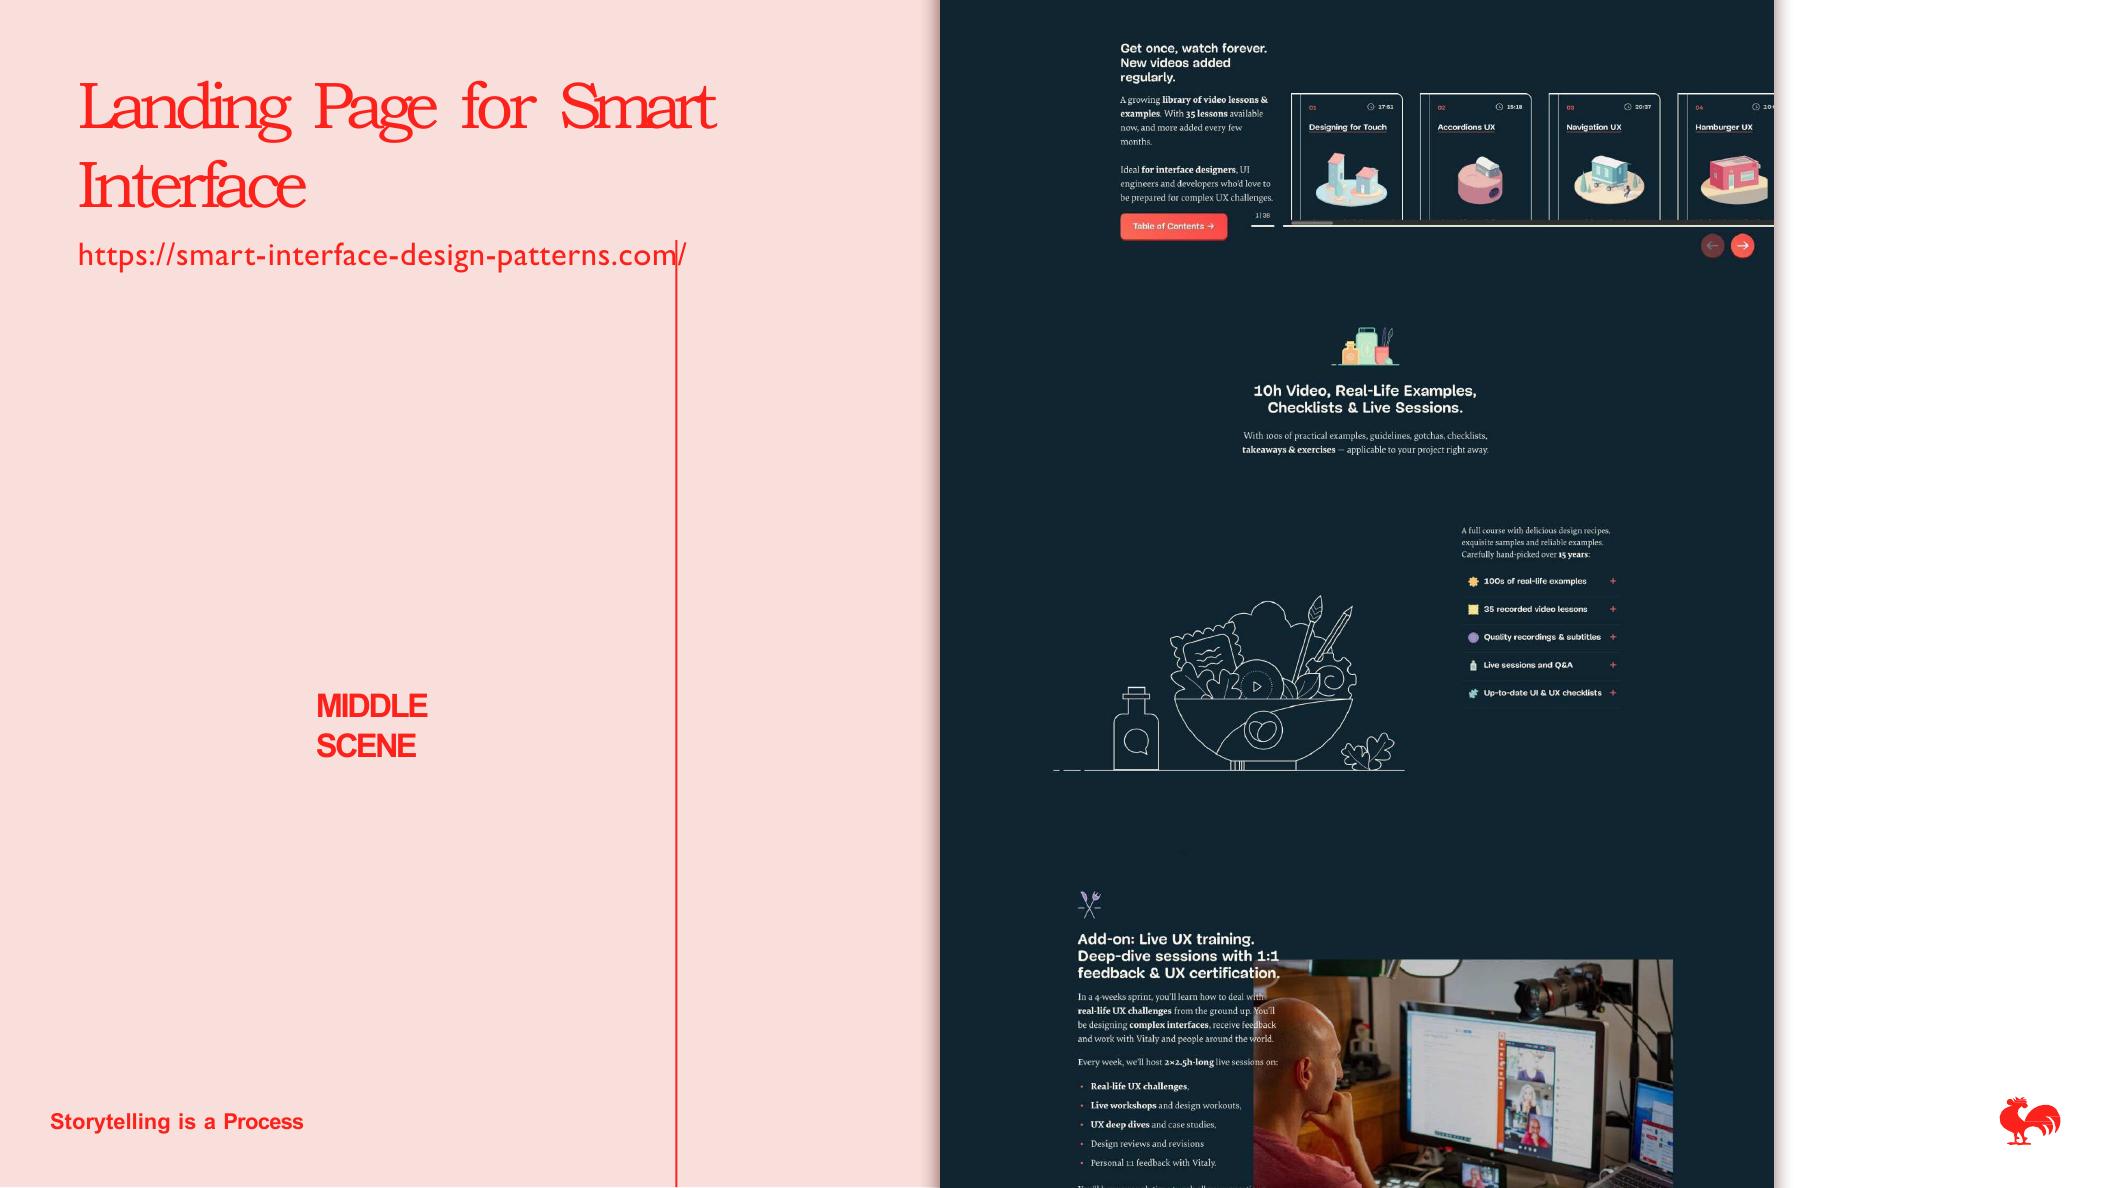 Landing Page for Smart
Interface
https://smart-interface-design-patterns.com/
MIDDLE
SCENE
Storytelling is a Process
Get once, watch forever.
New videos added
regularly.
A growing library of video lessons &
examples. With 35 lessons available
now, and more added every few
months.
Ideal for interface designers, UI
engineers and developers who'd love to
be prepared for complex UX challenges.
Table of Contents →
1 | 38
01 17:51
Designing for Touch
02 15:18
Accordions UX
03 20:37
Navigation UX
04
Hamburger UX
10h Video, Real-Life Examples,
Checklists & Live Sessions.
With 100s of practical examples, guidelines, gotchas, checklists,
takeaways & exercises — applicable to your project right away.
A full course with delicious design recipes,
exquisite samples and reliable examples.
Carefully hand-picked over 15 years:
100s of real-life examples +
35 recorded video lessons +
Quality recordings & subtitles +
Live sessions and Q&A +
Up-to-date UI & UX checklists +
Add-on: Live UX training.
Deep-dive sessions with 1:1
feedback & UX certification.
In a 4-weeks sprint, you'll learn how to deal with
real-life UX challenges from the ground up. You'll
be designing complex interfaces, receive feedback
and work with Vitaly and people around the world.
Every week, we'll host 2×2.5h-long live sessions on:
• Real-life UX challenges,
• Live workshops and design workouts,
• UX deep dives and case studies,
• Design reviews and revisions
• Personal 1:1 feedback with Vitaly.